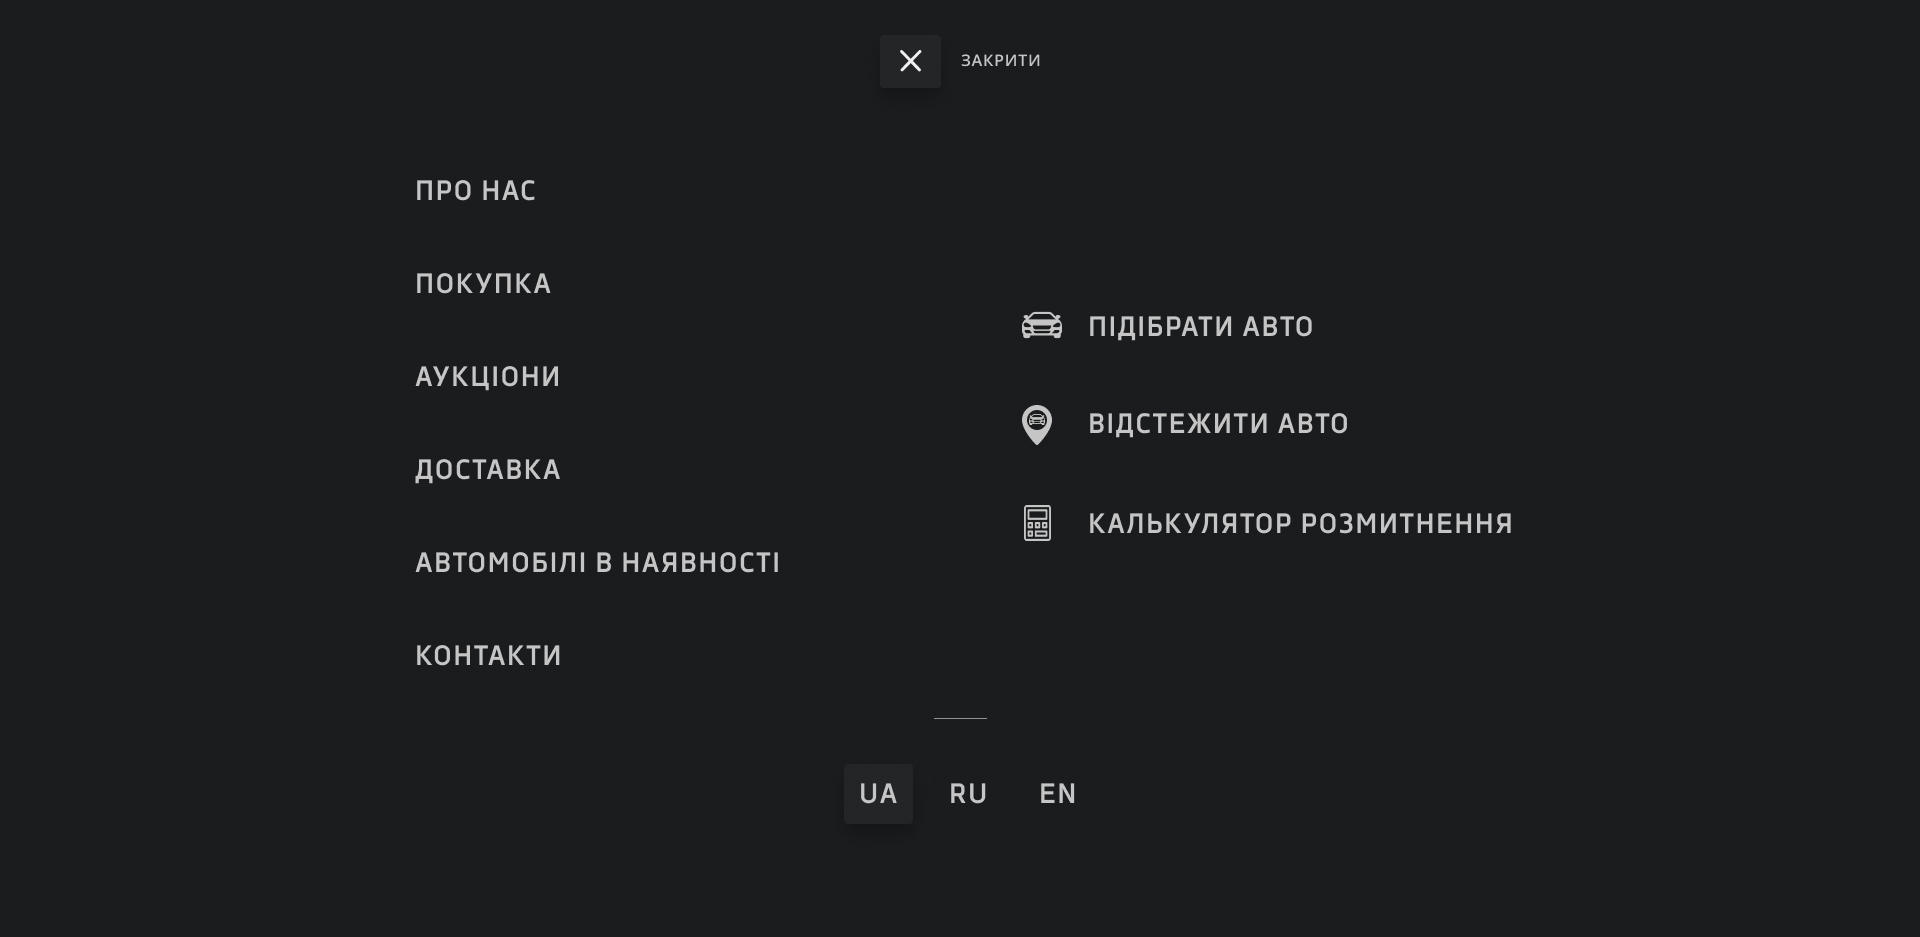 ЗАКРИТИ
ПРО НАС
ПОКУПКА
АУКЦІОНИ
ДОСТАВКА
АВТОМОБІЛІ В НАЯВНОСТІ
КОНТАКТИ
ПІДІБРАТИ АВТО
ВІДСТЕЖИТИ АВТО
КАЛЬКУЛЯТОР РОЗМИТНЕННЯ
UA RU EN